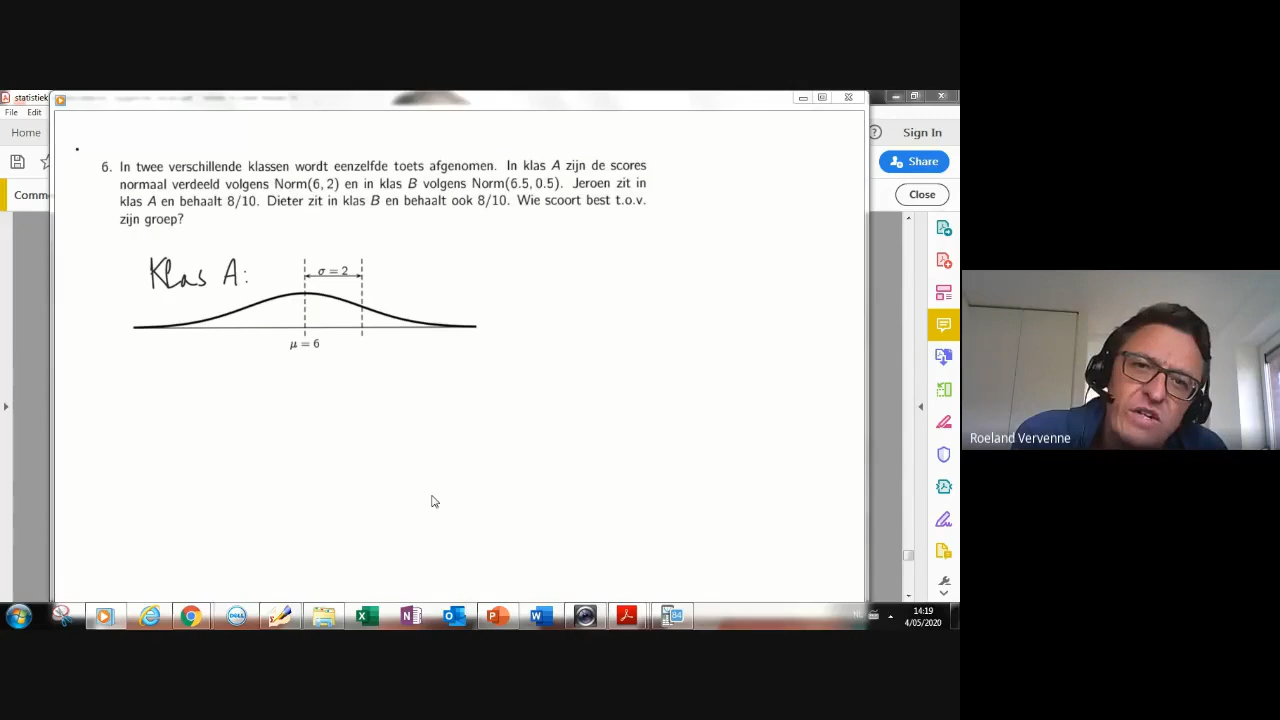 statistiek
File Edit
Home
Sign In
Share
Comm
Close
6. In twee verschillende klassen wordt eenzelfde toets afgenomen. In klas A zijn de scores
normaal verdeeld volgens Norm(6, 2) en in klas B volgens Norm(6.5, 0.5). Jeroen zit in
klas A en behaalt 8/10. Dieter zit in klas B en behaalt ook 8/10. Wie scoort best t.o.v.
zijn groep?
Klas A:
σ = 2
μ = 6
Roeland Vervenne
NL
14:19
4/05/2020